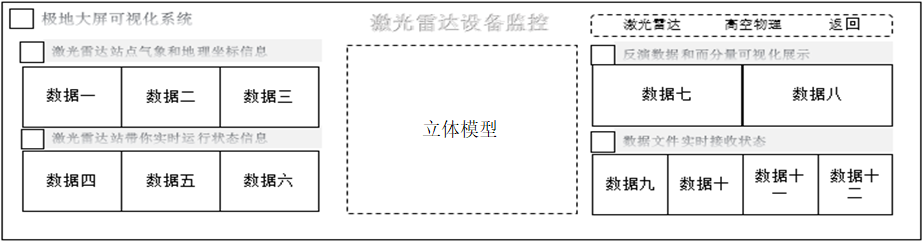 极地大屏可视化系统
激光雷达设备监控
激光雷达 高空物理 返回
激光雷达站点气象和地理坐标信息
数据一 数据二 数据三
激光雷达站带你实时运行状态信息
数据四 数据五 数据六
立体模型
反演数据和而分量可视化展示
数据七 数据八
数据文件实时接收状态
数据九 数据十 数据十一 数据十二